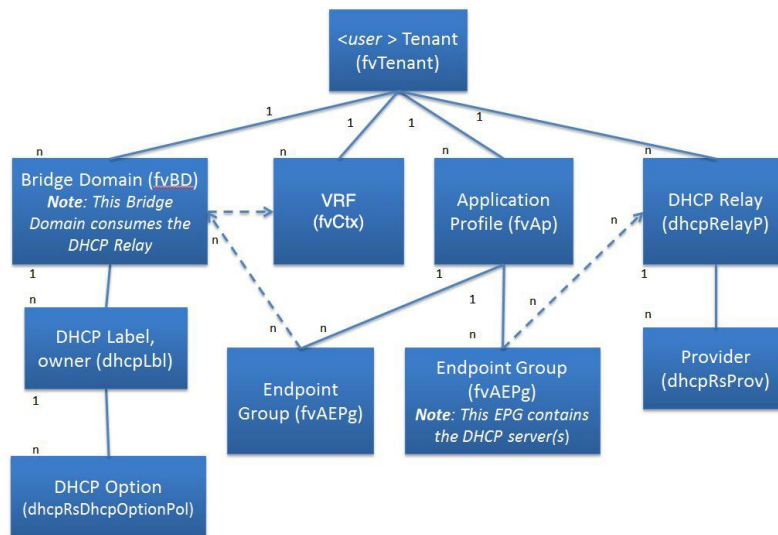 <user > Tenant
(fvTenant)
1
1
1
1
n
n
n
n
Bridge Domain (fvBD)
Note: This Bridge
Domain consumes the
DHCP Relay
VRF
(fvCtx)
Application
Profile (fvAp)
DHCP Relay
(dhcpRelayP)
n
n
1
1
1
1
n
n
n
n
n
n
DHCP Label,
owner (dhcpLbl)
Endpoint
Group (fvAEPg)
Endpoint Group
(fvAEPg)
Note: This EPG contains
the DHCP server(s)
Provider
(dhcpRsProv)
1
n
DHCP Option
(dhcpRsDhcpOptionPol)